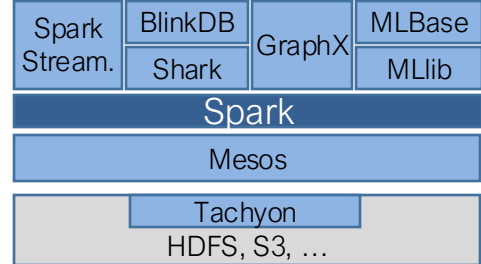 Spark
Stream.
BlinkDB
Shark
GraphX
MLBase
MLlib
Spark
Mesos
Tachyon
HDFS, S3, …